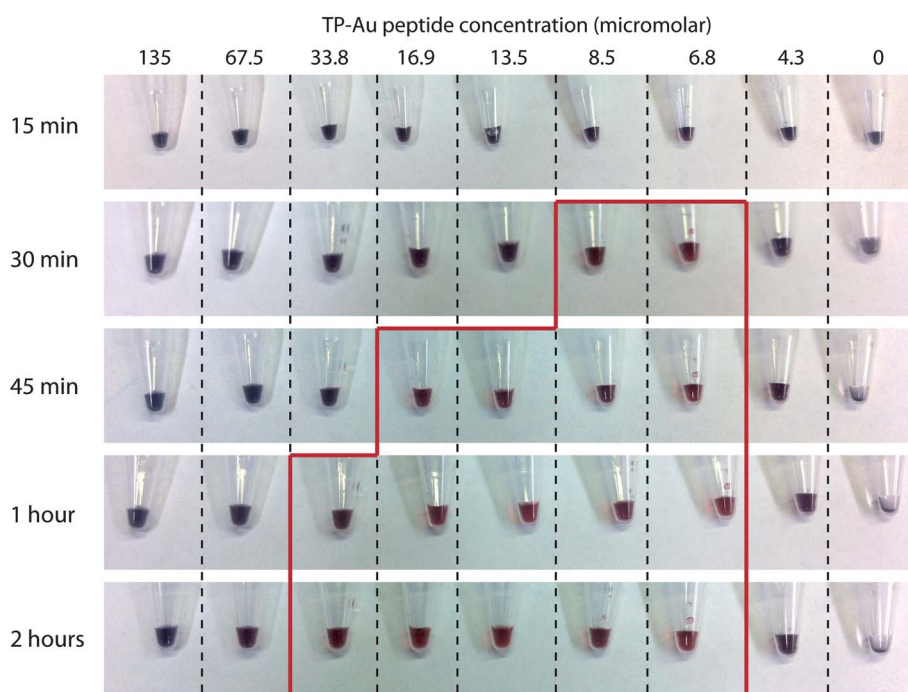 TP-Au peptide concentration (micromolar)
135 67.5 33.8 16.9 13.5 8.5 6.8 4.3 0
15 min
30 min
45 min
1 hour
2 hours